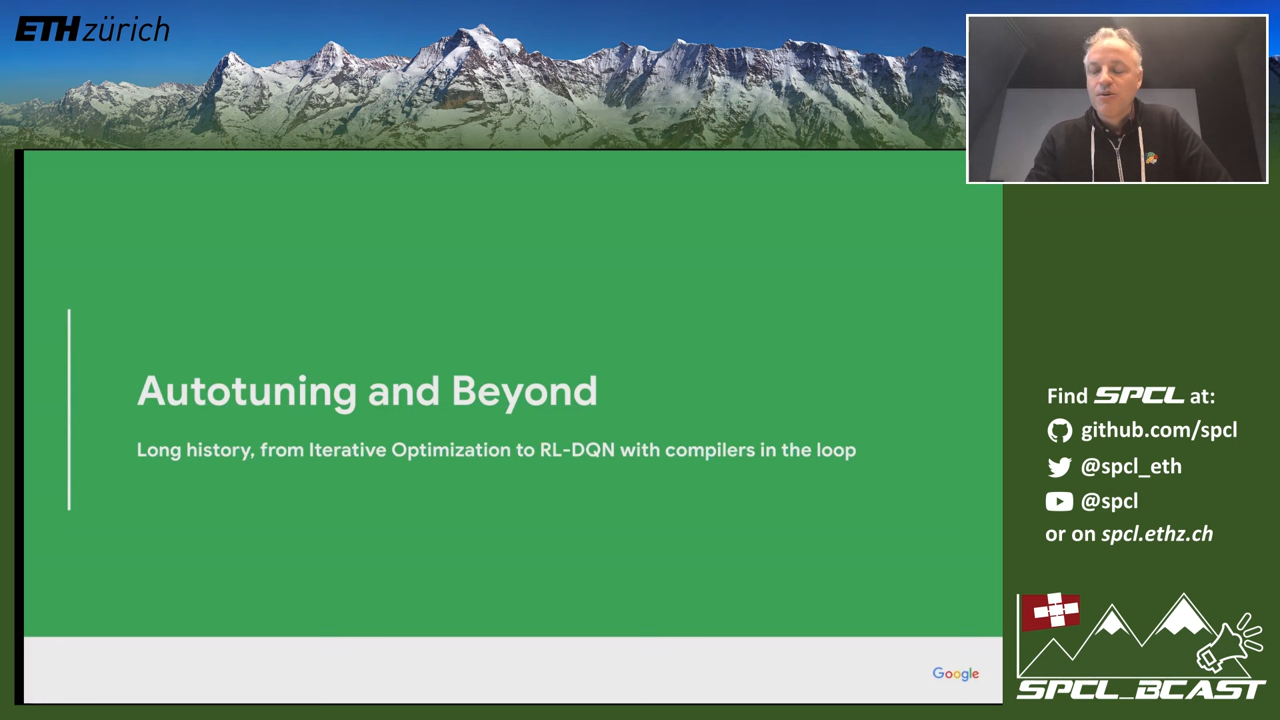 ETH zürich
Autotuning and Beyond
Long history, from Iterative Optimization to RL-DQN with compilers in the loop
Google
Find SPCL at:
github.com/spcl
@spcl_eth
@spcl
or on spcl.ethz.ch
SPCL_BCAST